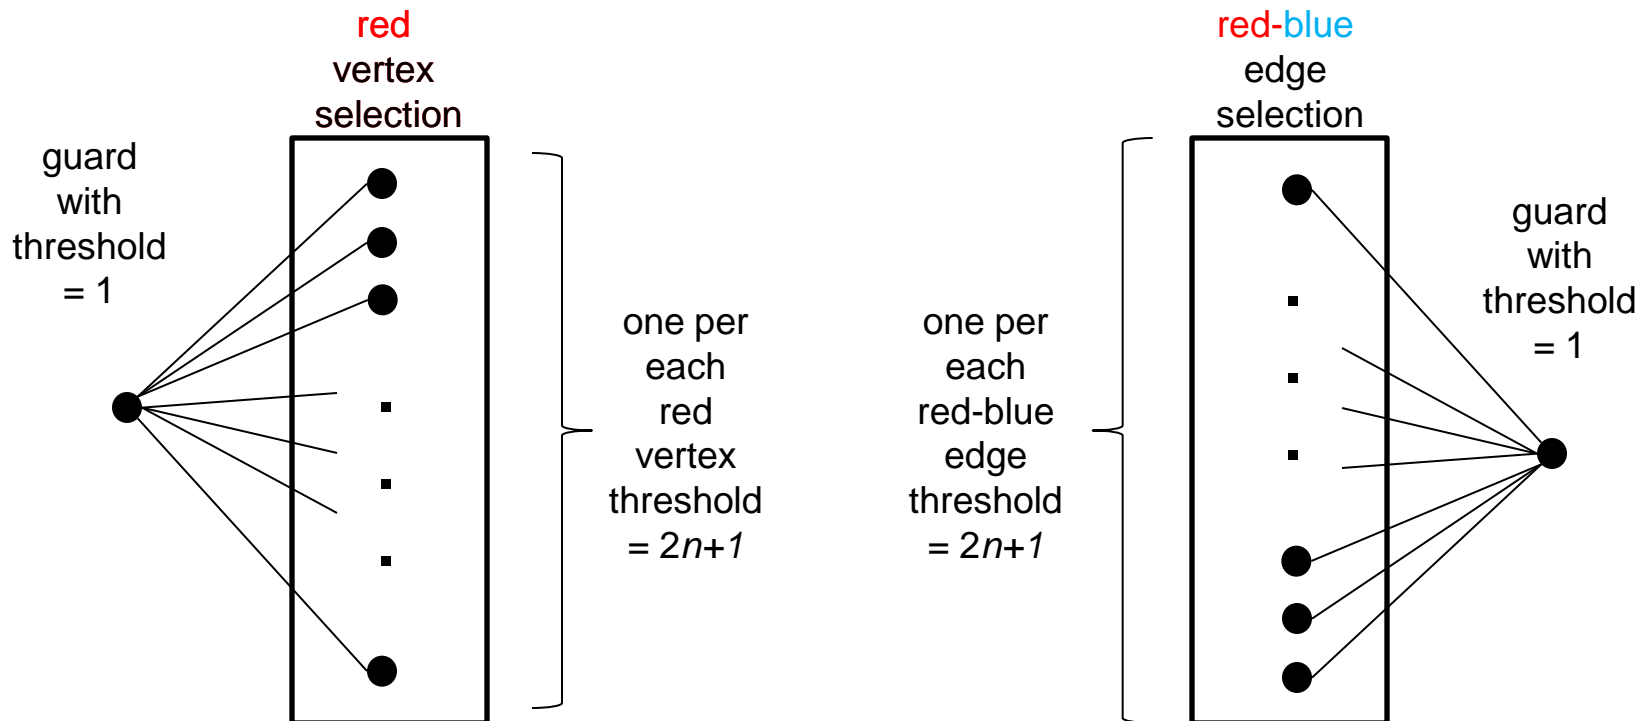 red
vertex
selection
guard
with
threshold
= 1
one per
each
red
vertex
threshold
= 2n+1
red-blue
edge
selection
one per
each
red-blue
edge
threshold
= 2n+1
guard
with
threshold
= 1